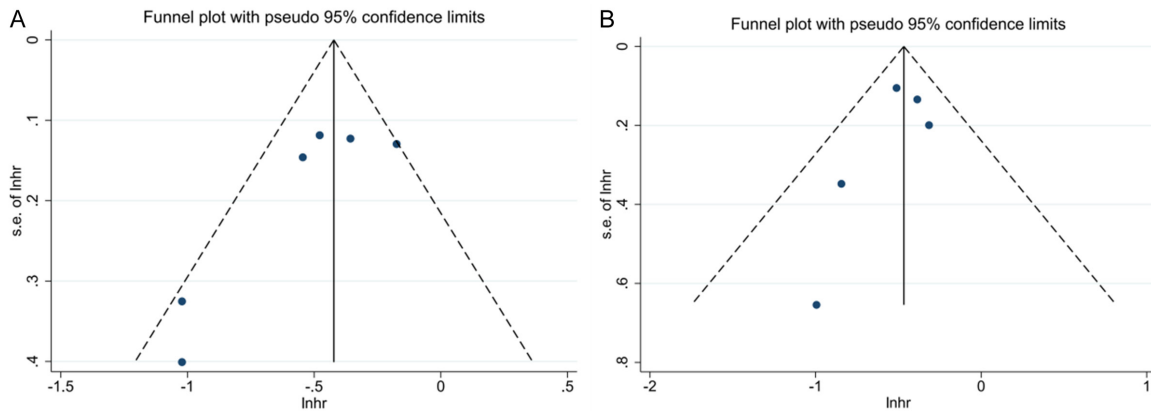 A
Funnel plot with pseudo 95% confidence limits
0
.1
.2
.3
.4
s.e. of lnhr
-1.5
-1
-.5
0
.5
lnhr
B
Funnel plot with pseudo 95% confidence limits
0
.2
.4
.6
.8
s.e. of lnhr
-2
-1
0
1
lnhr